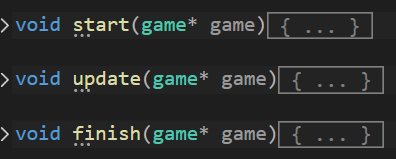 void start(game* game){ ... }
void update(game* game){ ... }
void finish(game* game){ ... }